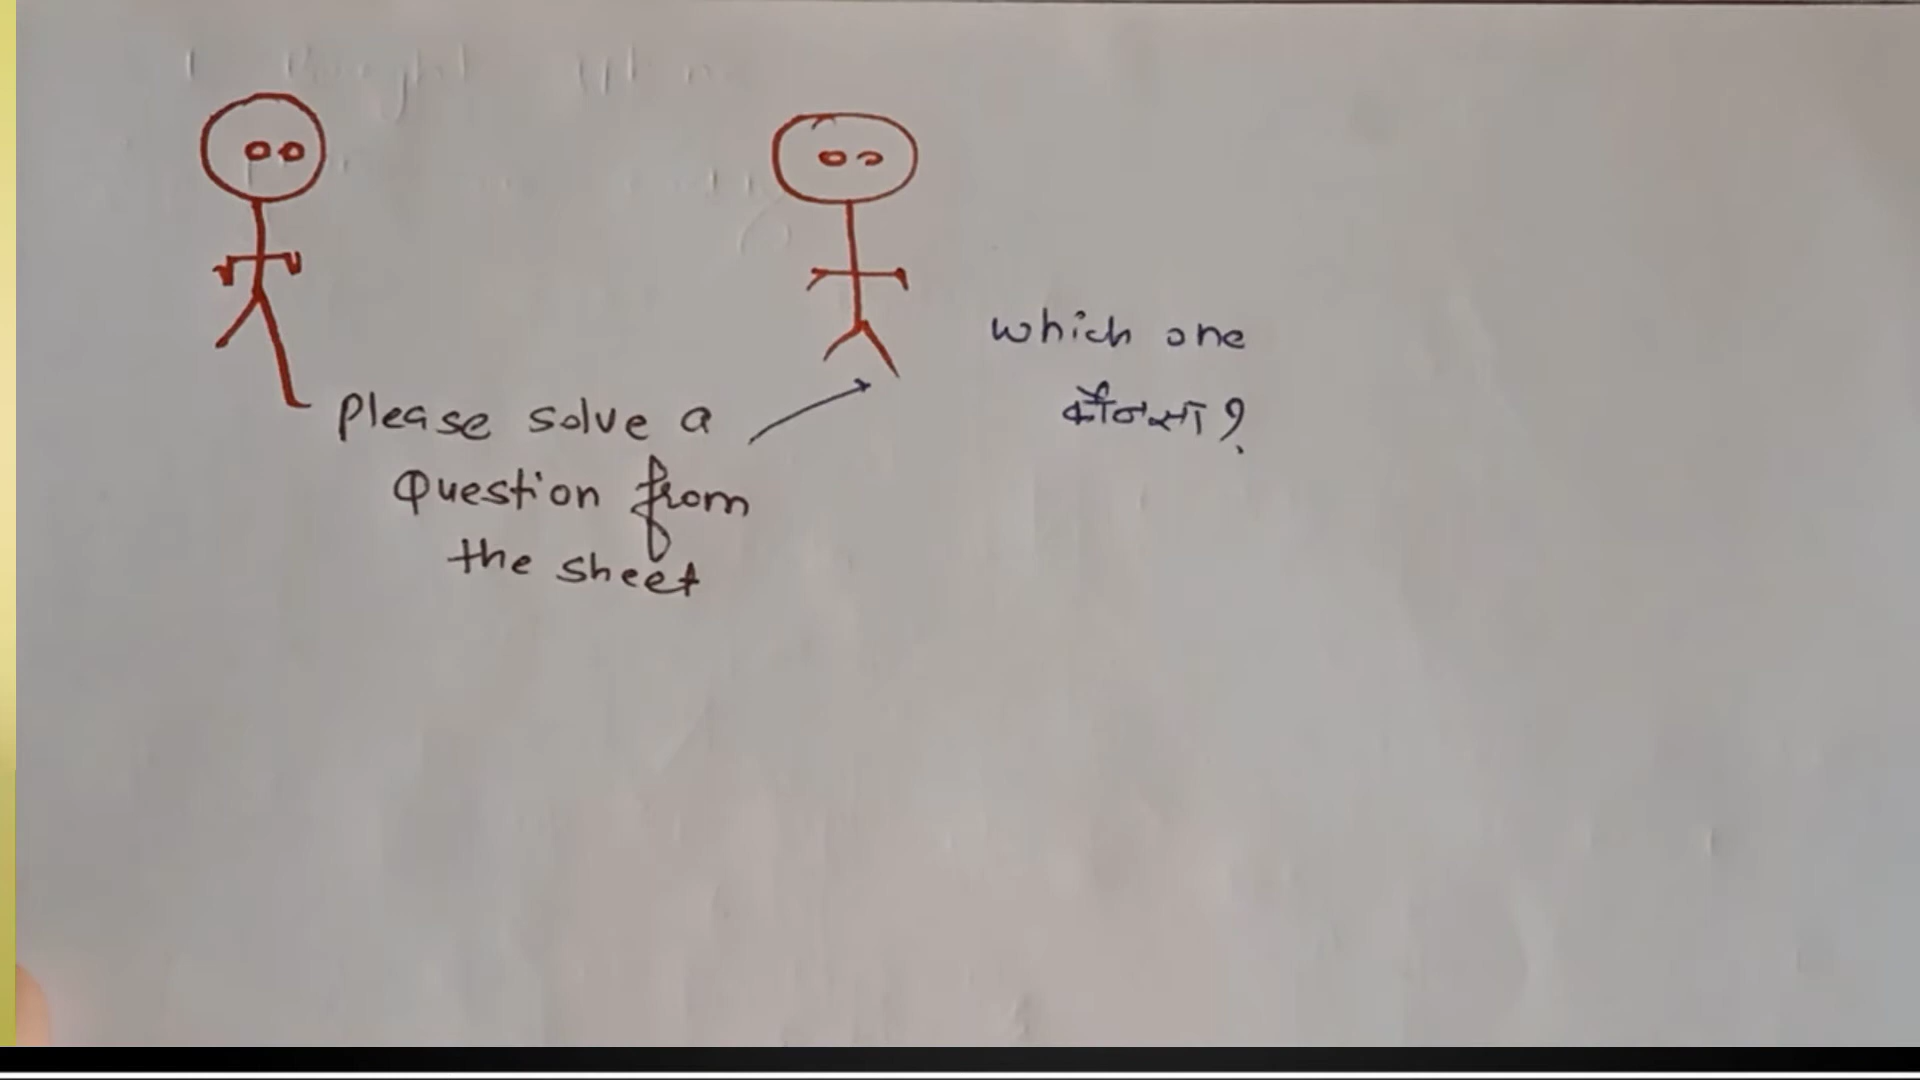 please solve a
Question from
the sheet
which one
कौनसा?